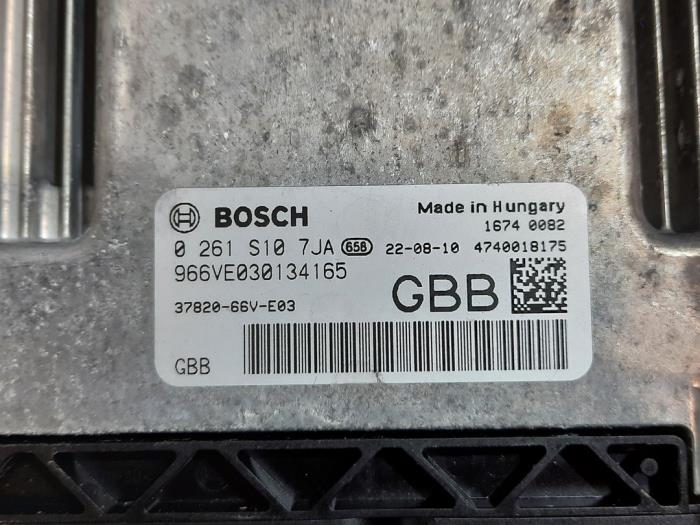 BOSCH Made in Hungary
1674 0082
0 261 S10 7JA 658 22-08-10 4740018175
966VE030134165
GBB
37820-66V-E03
GBB